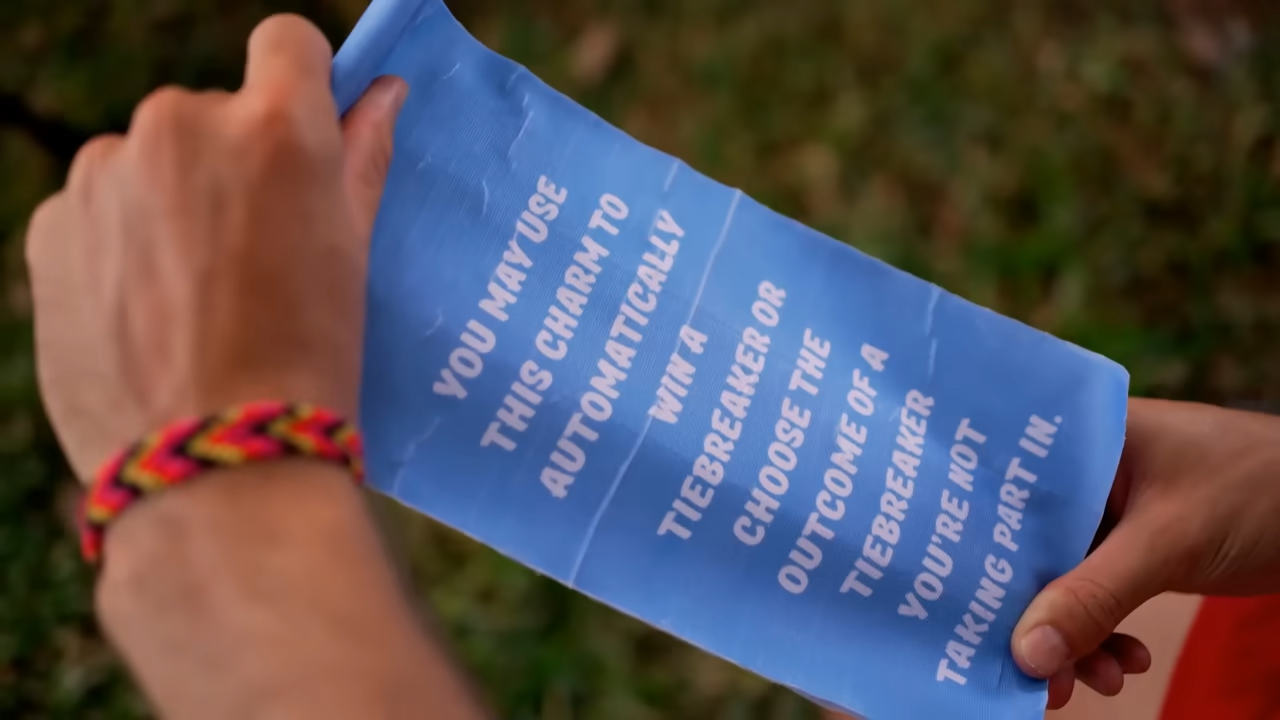 YOU MAY USE
THIS CHARM TO
AUTOMATICALLY
WIN A
TIEBREAKER OR
CHOOSE THE
OUTCOME OF A
TIEBREAKER
YOU'RE NOT
TAKING PART IN.